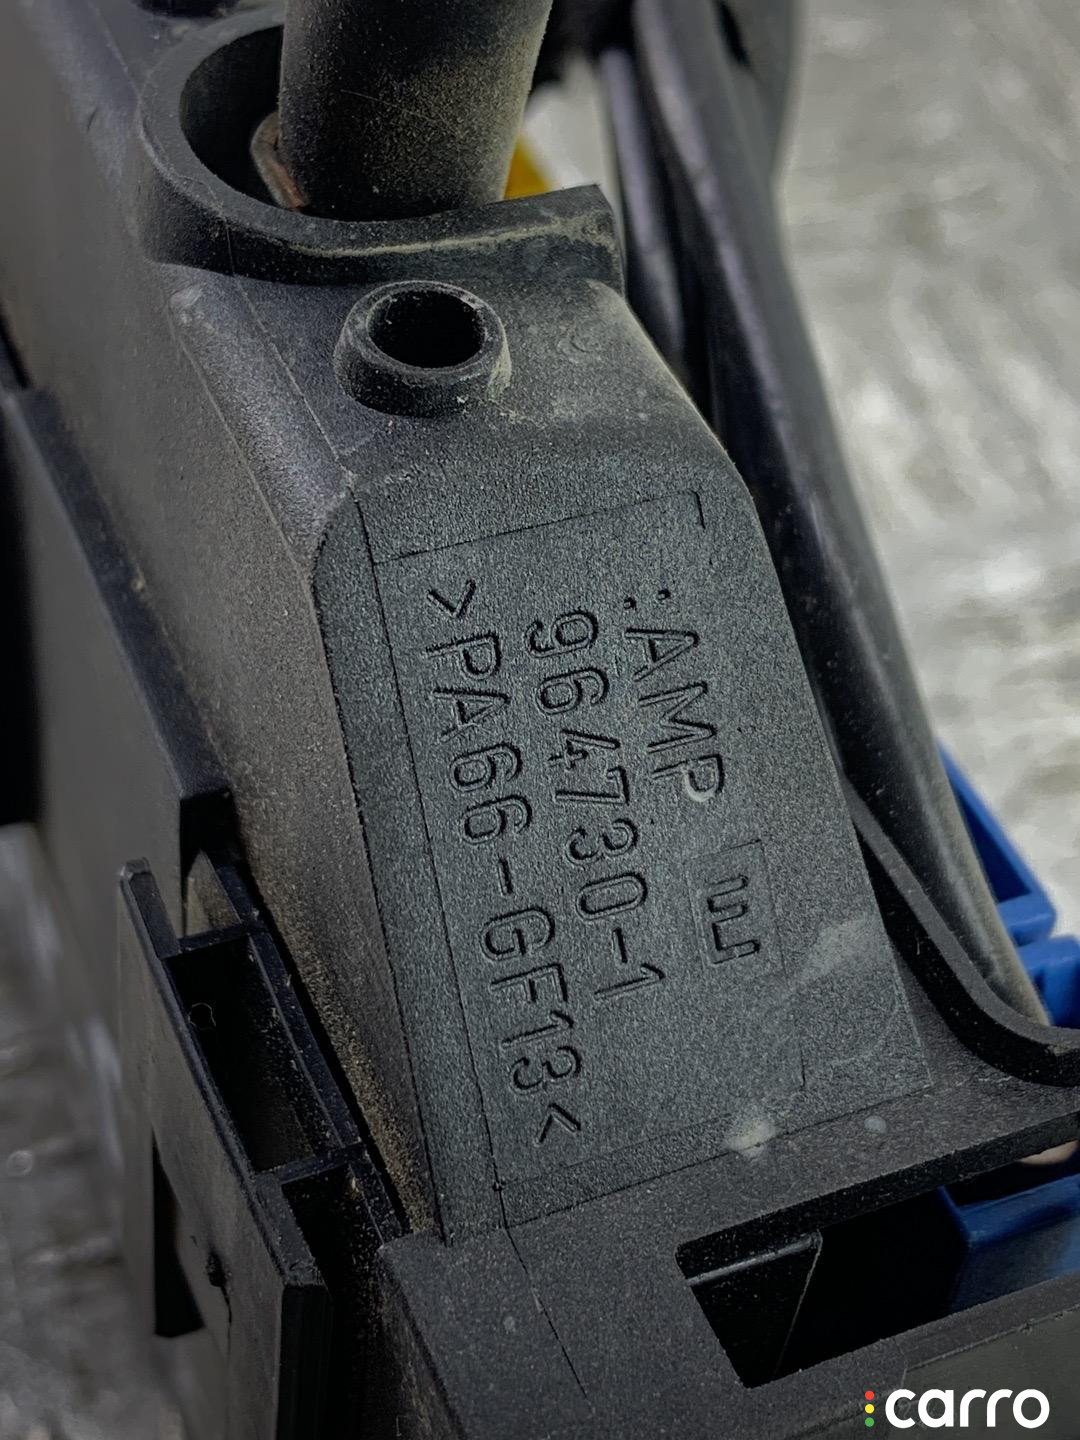 :AMP E
964730-1
>PA66-GF13<
carro